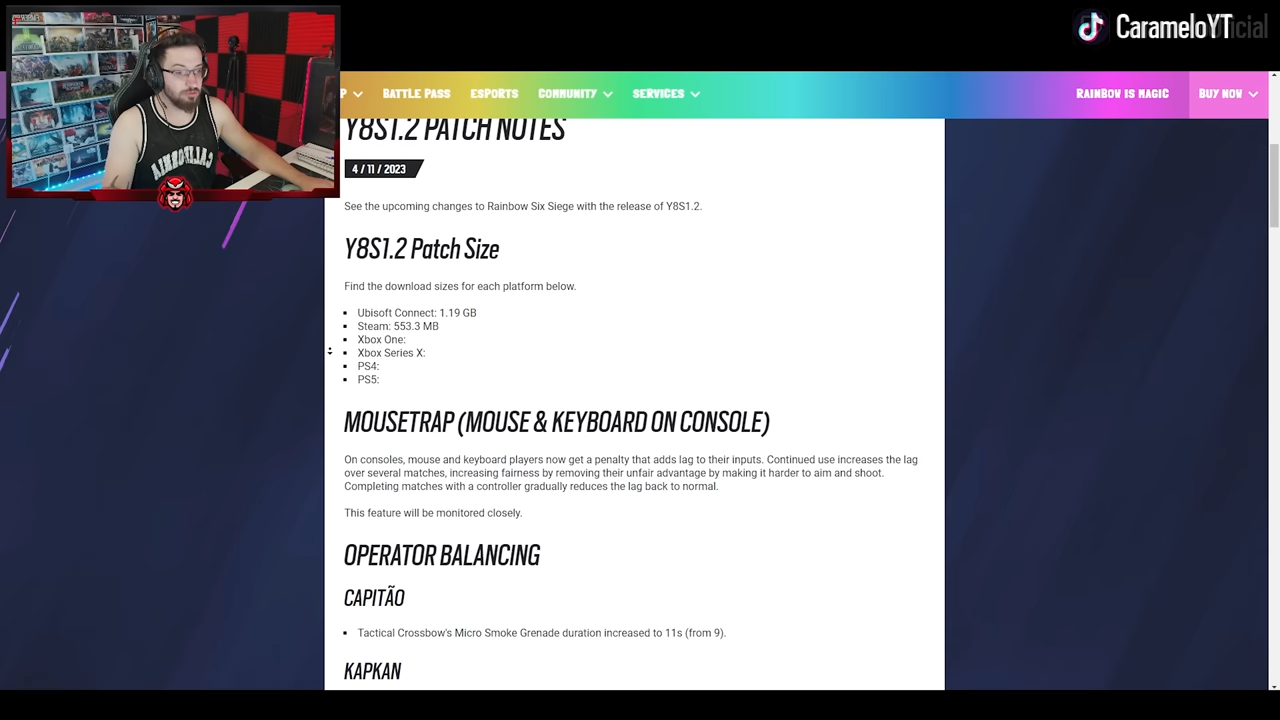 CarameloYT
P
BATTLE PASS
ESPORTS
COMMUNITY
SERVICES
RAINBOW IS MAGIC
BUY NOW
Y8S1.2 PATCH NOTES
4 / 11 / 2023
See the upcoming changes to Rainbow Six Siege with the release of Y8S1.2.
Y8S1.2 Patch Size
Find the download sizes for each platform below.
Ubisoft Connect: 1.19 GB
Steam: 553.3 MB
Xbox One:
Xbox Series X:
PS4:
PS5:
MOUSETRAP (MOUSE & KEYBOARD ON CONSOLE)
On consoles, mouse and keyboard players now get a penalty that adds lag to their inputs. Continued use increases the lag
over several matches, increasing fairness by removing their unfair advantage by making it harder to aim and shoot.
Completing matches with a controller gradually reduces the lag back to normal.
This feature will be monitored closely.
OPERATOR BALANCING
CAPITÃO
Tactical Crossbow's Micro Smoke Grenade duration increased to 11s (from 9).
KAPKAN